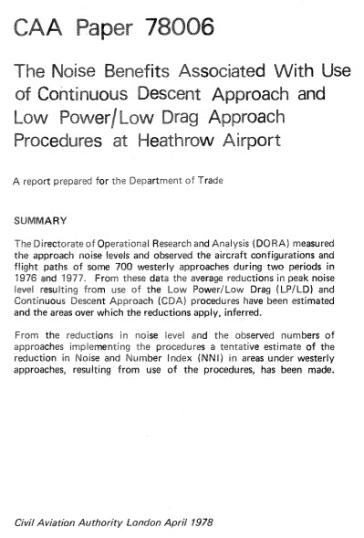 CAA Paper 78006
The Noise Benefits Associated With Use
of Continuous Descent Approach and
Low Power/Low Drag Approach
Procedures at Heathrow Airport
A report prepared for the Department of Trade
SUMMARY
The Directorate of Operational Research and Analysis (DORA) measured
the approach noise levels and observed the aircraft configurations and
flight paths of some 700 westerly approaches during two periods in
1976 and 1977. From these data the average reductions in peak noise
level resulting from use of the Low Power/Low Drag (LP/LD) and
Continuous Descent Approach (CDA) procedures have been estimated
and the areas over which the reductions apply, inferred.
From the reductions in noise level and the observed numbers of
approaches implementing the procedures a tentative estimate of the
reduction in Noise and Number Index (NNI) in areas under westerly
approaches, resulting from use of the procedures, has been made.
Civil Aviation Authority London April 1978